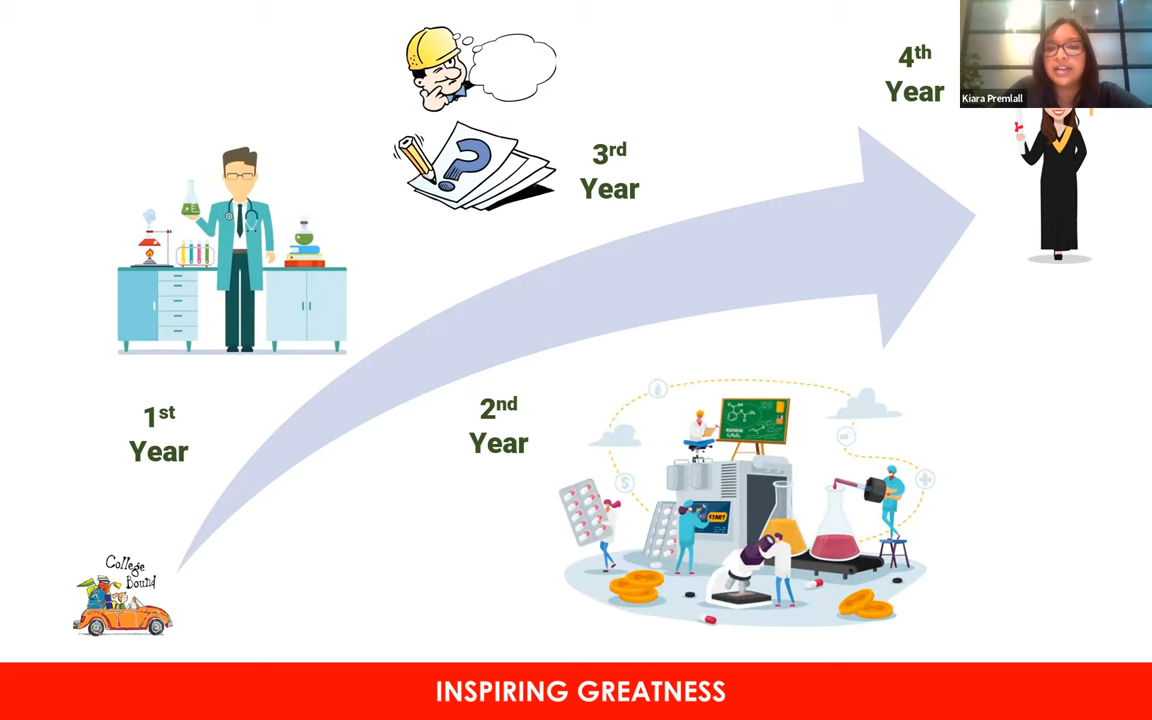 4th
Year
Kiara Premlall
3rd
Year
1st
Year
2nd
Year
START
$
College
Bound
INSPIRING GREATNESS